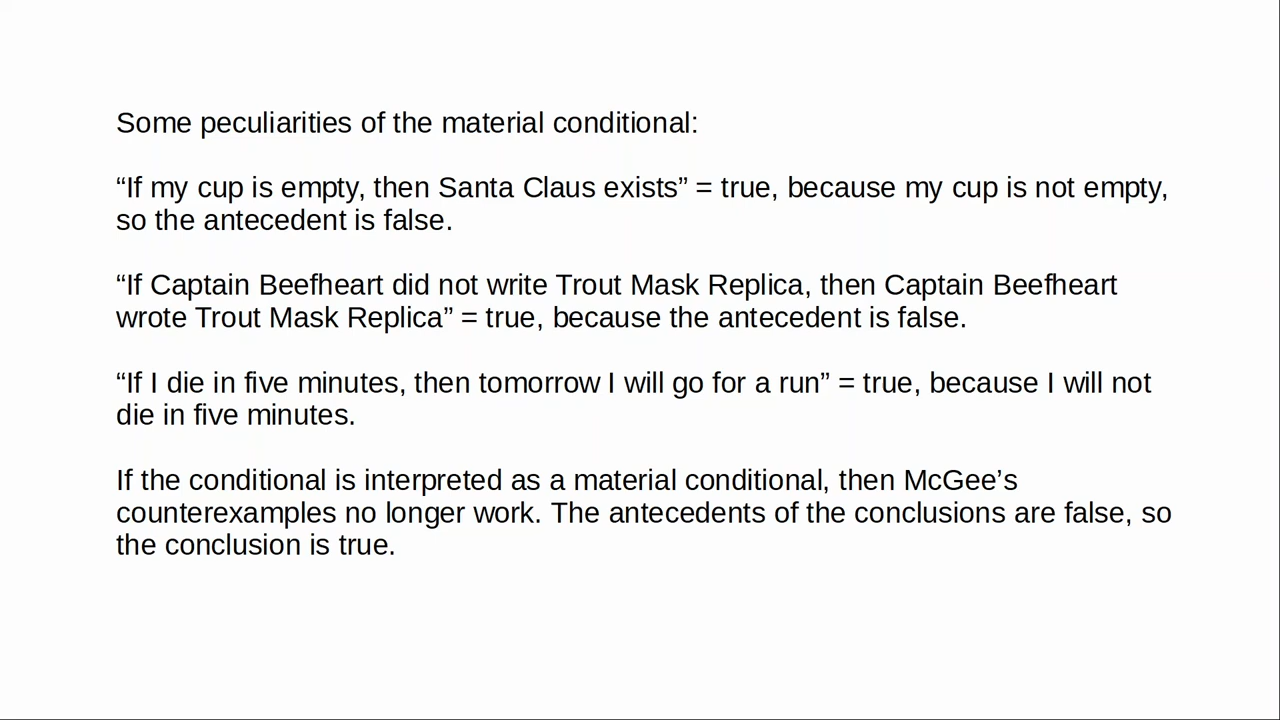 Some peculiarities of the material conditional:
“If my cup is empty, then Santa Claus exists” = true, because my cup is not empty,
so the antecedent is false.
“If Captain Beefheart did not write Trout Mask Replica, then Captain Beefheart
wrote Trout Mask Replica” = true, because the antecedent is false.
“If I die in five minutes, then tomorrow I will go for a run” = true, because I will not
die in five minutes.
If the conditional is interpreted as a material conditional, then McGee’s
counterexamples no longer work. The antecedents of the conclusions are false, so
the conclusion is true.